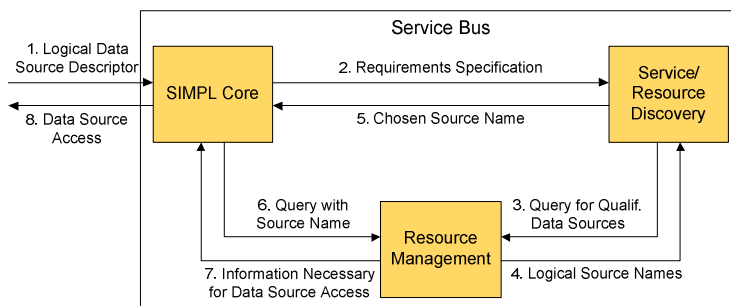 Service Bus
1. Logical Data
Source Descriptor
SIMPL Core
2. Requirements Specification
Service/
Resource
Discovery
8. Data Source
Access
5. Chosen Source Name
6. Query with
Source Name
Resource
Management
3. Query for Qualif.
Data Sources
7. Information Necessary
for Data Source Access
4. Logical Source Names